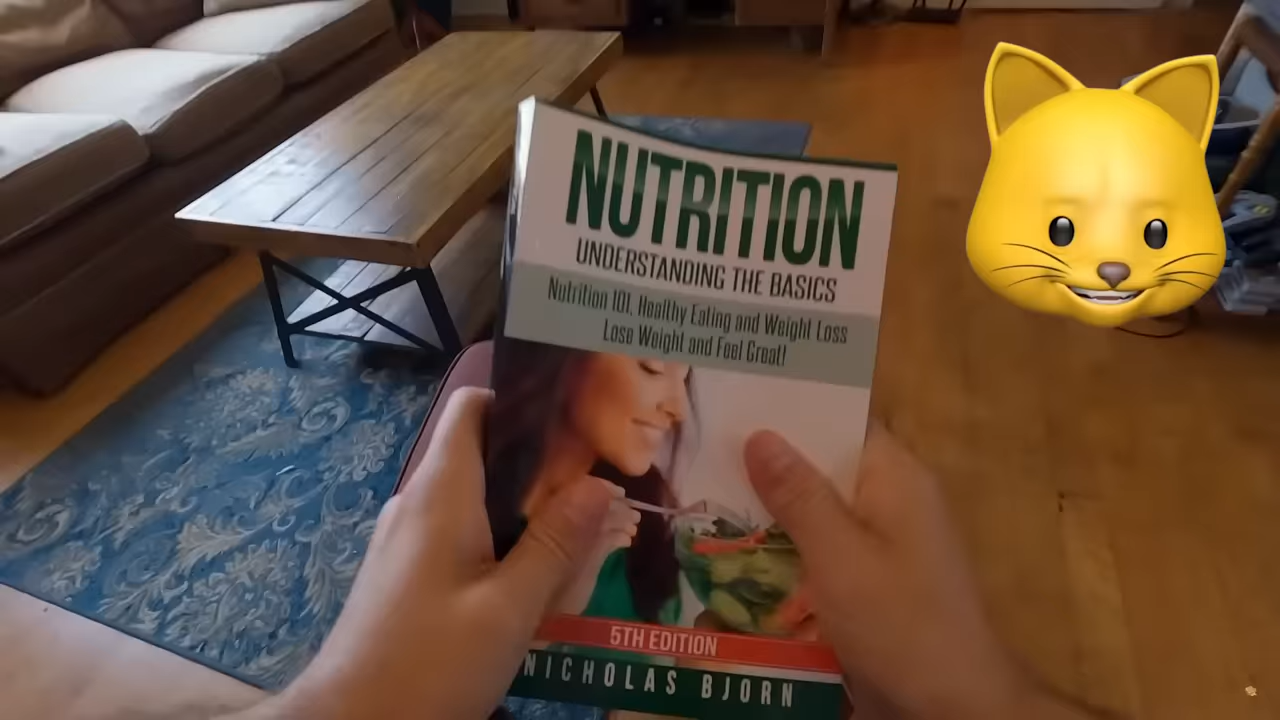 NUTRITION
UNDERSTANDING THE BASICS
Nutrition 101, Healthy Eating and Weight Loss
Lose Weight and Feel Great!
5TH EDITION
NICHOLAS BJORN